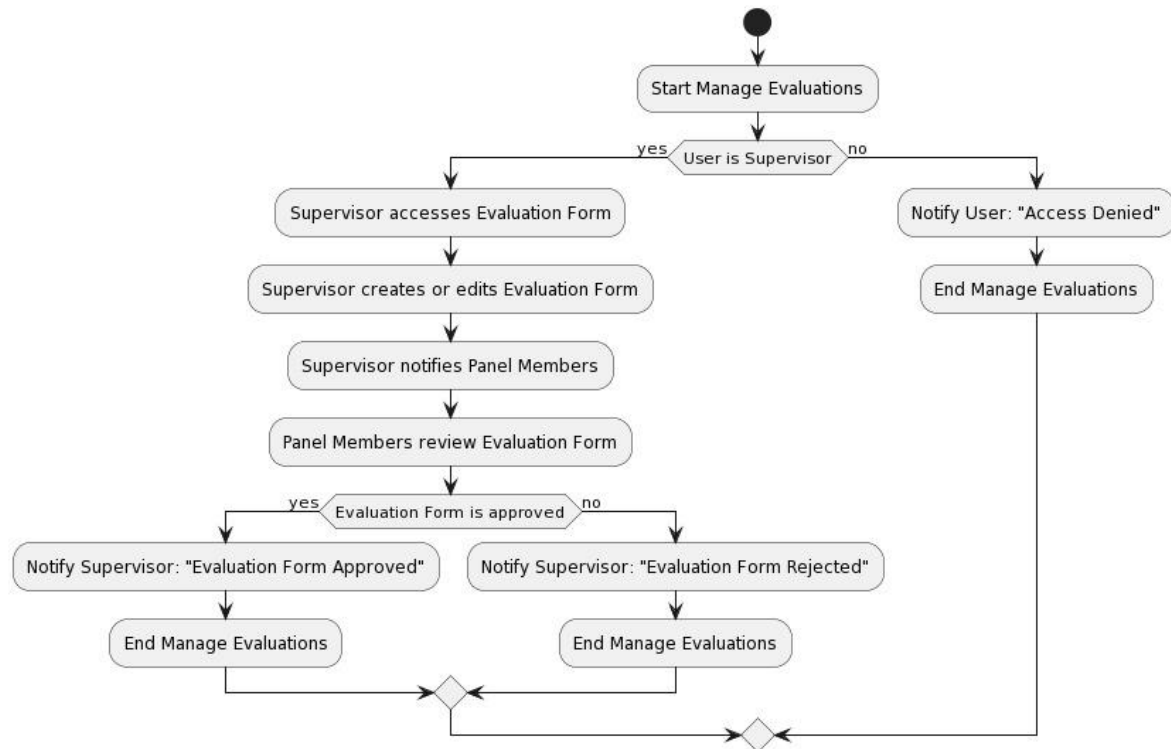 Start Manage Evaluations
yes
User is Supervisor
no
Supervisor accesses Evaluation Form
Notify User: "Access Denied"
Supervisor creates or edits Evaluation Form
End Manage Evaluations
Supervisor notifies Panel Members
Panel Members review Evaluation Form
yes
Evaluation Form is approved
no
Notify Supervisor: "Evaluation Form Approved"
Notify Supervisor: "Evaluation Form Rejected"
End Manage Evaluations
End Manage Evaluations